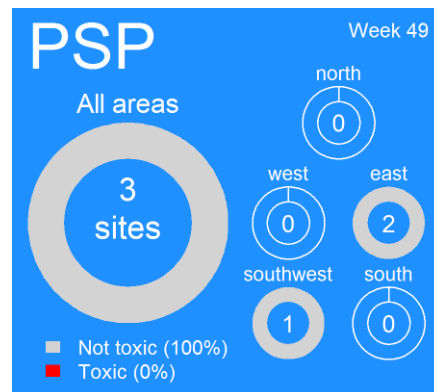 PSP
Week 49
All areas
3
sites
north
0
west
0
east
2
southwest
1
south
0
Not toxic (100%)
Toxic (0%)